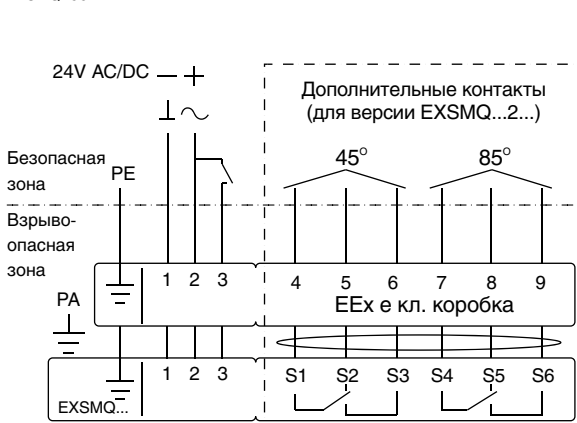 24V AC/DC
Дополнительные контакты
(для версии EXSMQ...2...)
45° 85°
Безопасная
зона
PE
Взрыво-
опасная
зона
PA
1 2 3 4 5 6 7 8 9
EEx e кл. коробка
1 2 3 S1 S2 S3 S4 S5 S6
EXSMQ...